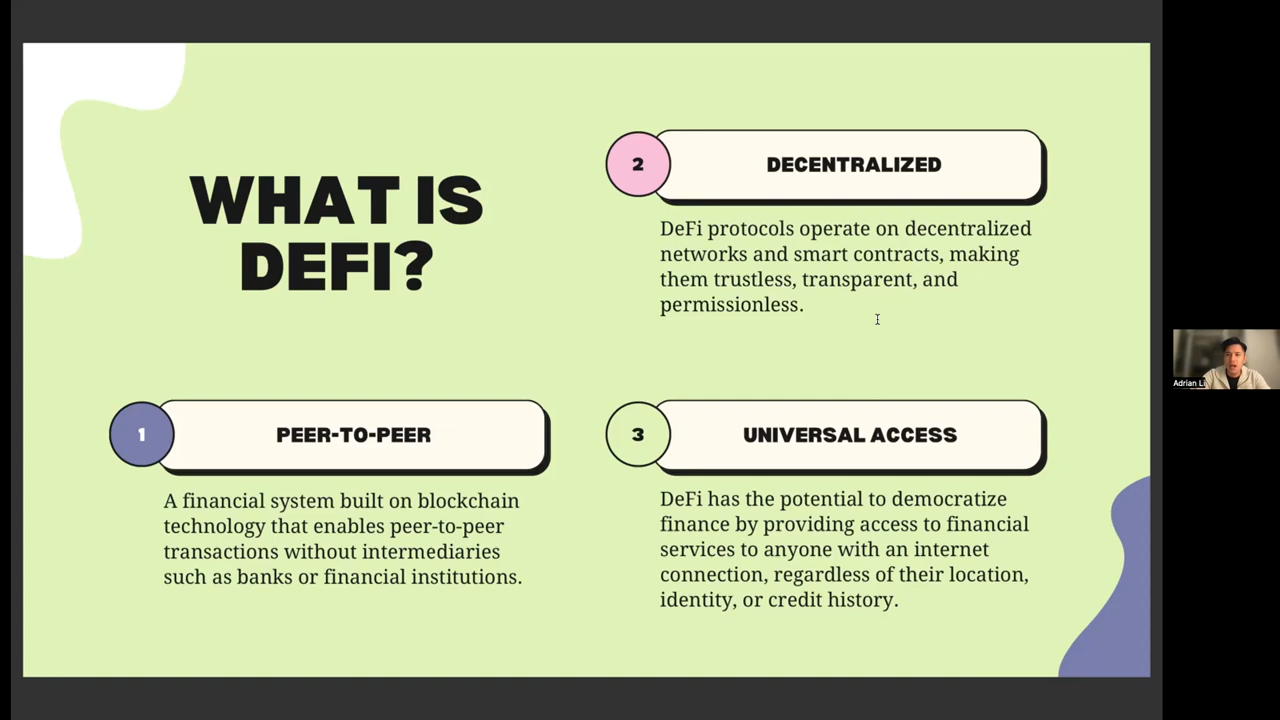 WHAT IS
DEFI?
1
PEER-TO-PEER
A financial system built on blockchain
technology that enables peer-to-peer
transactions without intermediaries
such as banks or financial institutions.
2
DECENTRALIZED
DeFi protocols operate on decentralized
networks and smart contracts, making
them trustless, transparent, and
permissionless.
3
UNIVERSAL ACCESS
DeFi has the potential to democratize
finance by providing access to financial
services to anyone with an internet
connection, regardless of their location,
identity, or credit history.
Adrian Li